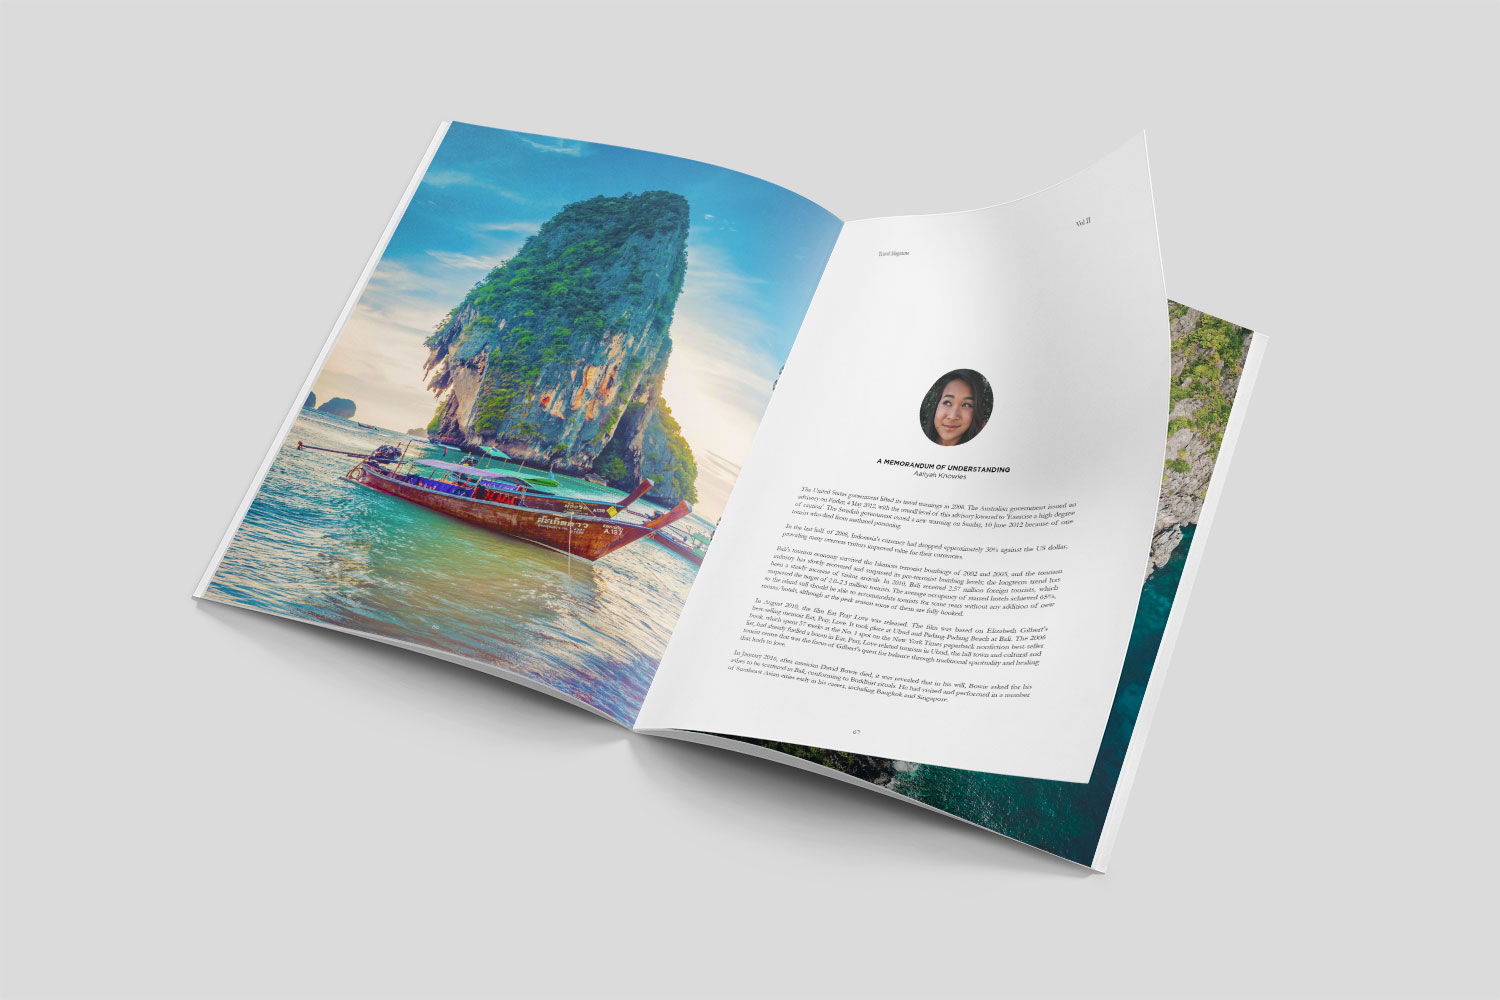 สะเก็ดดาว
A.137.
66
Travel Magazine
Vol II
A MEMORANDUM OF UNDERSTANDING
Aaliyah Knowles
The United States government lifted its travel warnings in 2008. The Australian government issued an
advisory on Friday, 4 May 2012, with the overall level of this advisory lowered to 'Exercise a high degree
of caution'. The Swedish government issued a new warning on Sunday, 10 June 2012 because of one
tourist who died from methanol poisoning.
In the last half of 2008, Indonesia's currency had dropped approximately 30% against the US dollar,
providing many overseas visitors improved value for their currencies.
Bali's tourism economy survived the Islamists terrorist bombings of 2002 and 2005, and the tourism
industry has slowly recovered and surpassed its pre-terrorist bombing levels; the longterm trend has
been a steady increase of visitor arrivals. In 2010, Bali received 2.57 million foreign tourists, which
surpassed the target of 2.0–2.3 million tourists. The average occupancy of starred hotels achieved 65%,
so the island still should be able to accommodate tourists for some years without any addition of new
rooms/hotels, although at the peak season some of them are fully booked.
In August 2010, the film Eat Pray Love was released. The film was based on Elizabeth Gilbert's
best-selling memoir Eat, Pray, Love. It took place at Ubud and Padang-Padang Beach at Bali. The 2006
book, which spent 57 weeks at the No. 1 spot on the New York Times paperback nonfiction best-seller
list, had already fuelled a boom in Eat, Pray, Love-related tourism in Ubud, the hill town and cultural and
tourist centre that was the focus of Gilbert's quest for balance through traditional spirituality and healing
that leads to love.
In January 2016, after musician David Bowie died, it was revealed that in his will, Bowie asked for his
ashes to be scattered in Bali, conforming to Buddhist rituals. He had visited and performed in a number
of Southeast Asian cities early in his career, including Bangkok and Singapore.
67